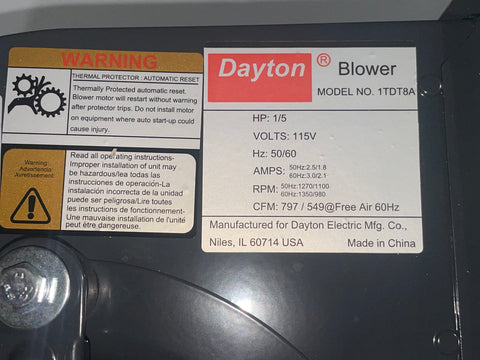 WARNING
THERMAL PROTECTOR : AUTOMATIC RESET
Thermally Protected automatic reset.
Blower motor will restart without warning
after protector trips. Do not install motor
on equipment where auto start-up could
cause injury.
Warning:
Advertencia
Juretissement:
Read all operating instructions-
Improper installation of unit may
be hazardous/lea todas las
instrucciones de operación-La
instalación incorrecta de la unidad
puede ser peligroso/Lire toutes
les instructions de fonctionnement-
Une mauvaise installation de l'unité
peut être dangereuse.
Dayton® Blower
MODEL NO. 1TDT8A
HP: 1/5
VOLTS: 115V
Hz: 50/60
AMPS: 50Hz:2.5/1.8
60Hz:3.0/2.1
RPM: 50Hz:1270/1100
60Hz:1350/980
CFM: 797 / 549@Free Air 60Hz
Manufactured for Dayton Electric Mfg. Co.,
Niles, IL 60714 USA Made in China